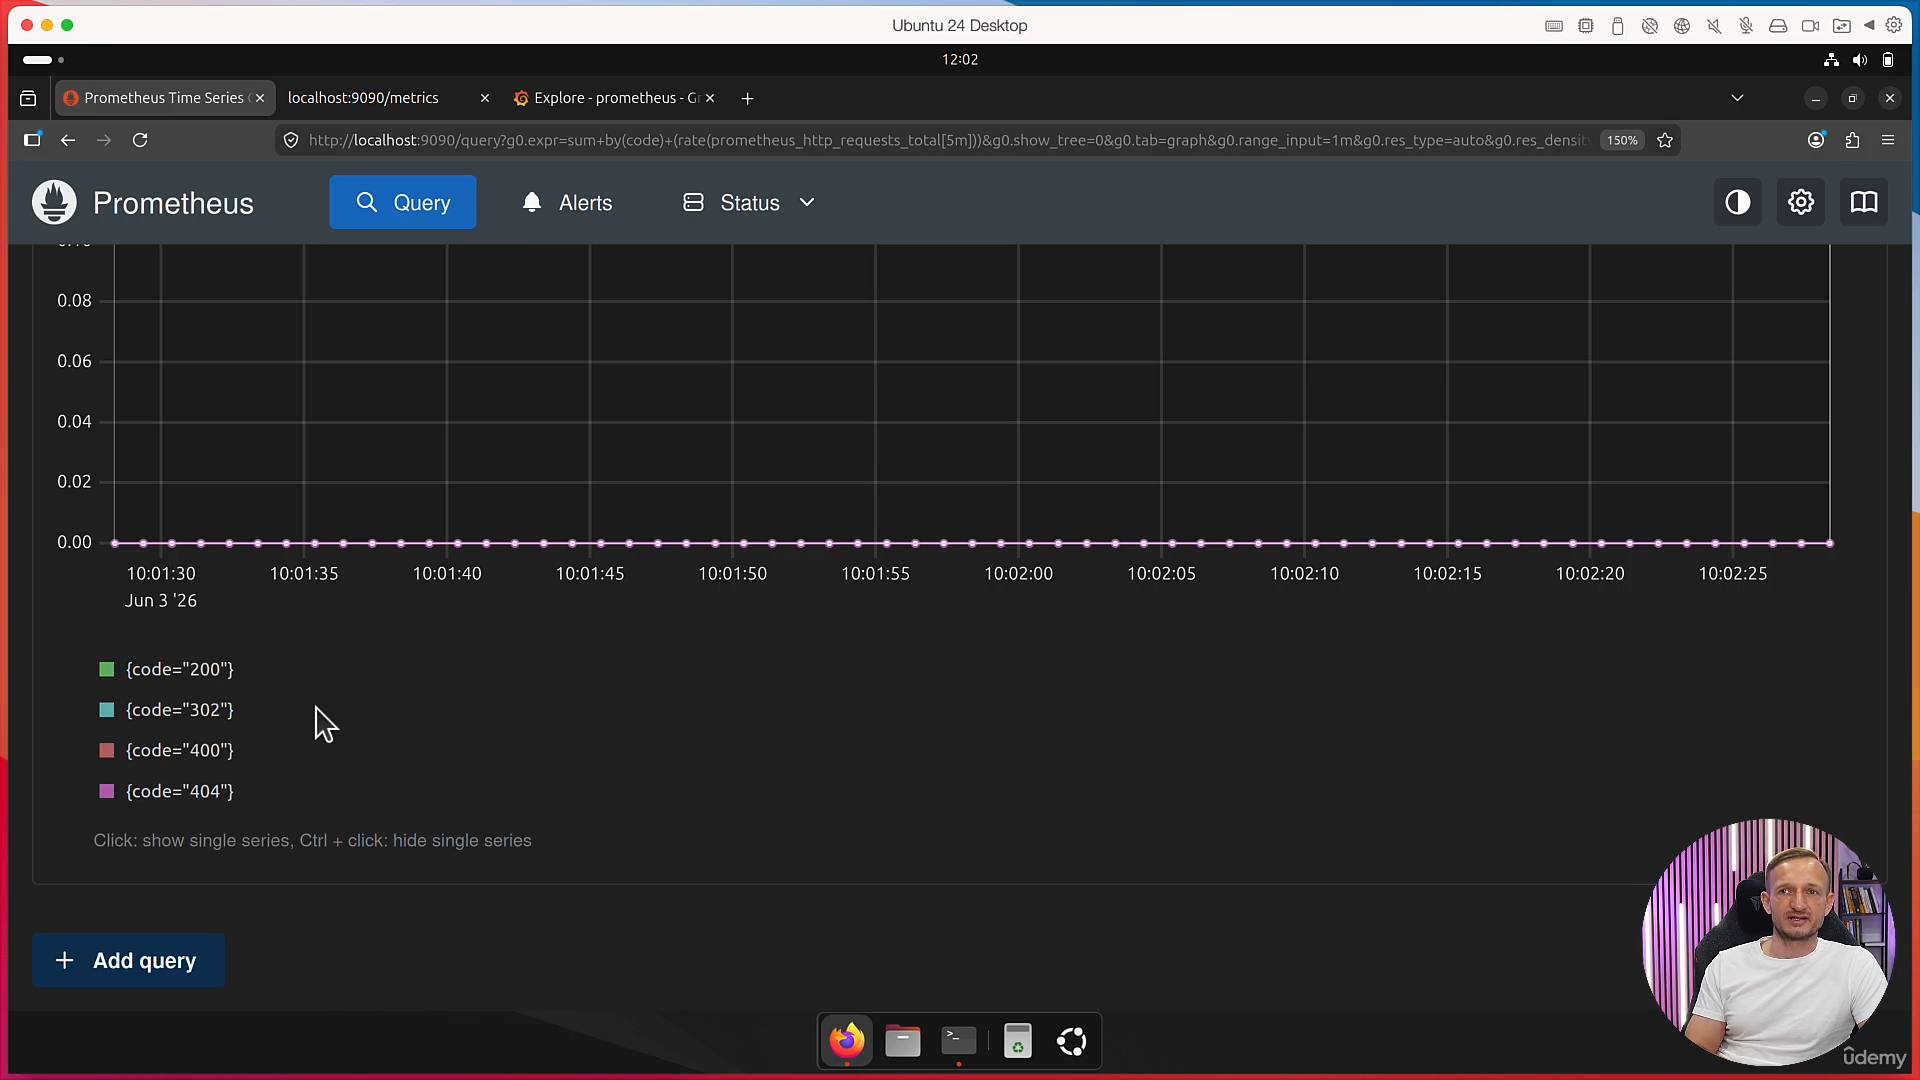 Ubuntu 24 Desktop
12:02
Prometheus Time Series
localhost:9090/metrics
Explore - prometheus - Gr
http://localhost:9090/query?g0.expr=sum+by(code)+(rate(prometheus_http_requests_total[5m]))&g0.show_tree=0&g0.tab=graph&g0.range_input=1m&g0.res_type=auto&g0.res_densit
150%
Prometheus
Query
Alerts
Status
0.08
0.06
0.04
0.02
0.00
10:01:30 10:01:35 10:01:40 10:01:45 10:01:50 10:01:55 10:02:00 10:02:05 10:02:10 10:02:15 10:02:20 10:02:25
Jun 3 '26
{code="200"}
{code="302"}
{code="400"}
{code="404"}
Click: show single series, Ctrl + click: hide single series
+ Add query
ûdemy